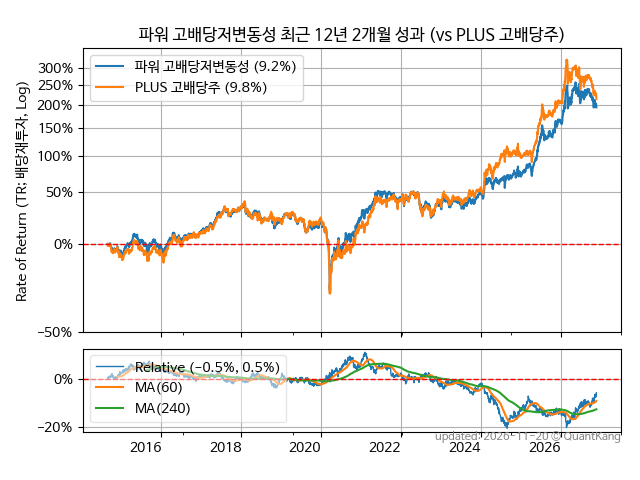 파워 고배당저변동성 최근 12년 2개월 성과 (vs PLUS 고배당주)
Rate of Return (TR: 배당재투자, Log)
300%
250%
200%
150%
100%
50%
0%
−50%
파워 고배당저변동성 (9.2%)
PLUS 고배당주 (9.8%)
0%
−20%
Relative (−0.5%, 0.5%)
MA(60)
MA(240)
2016
2018
2020
2022
2024
2026
updated: 2026-11-20 © QuantKang